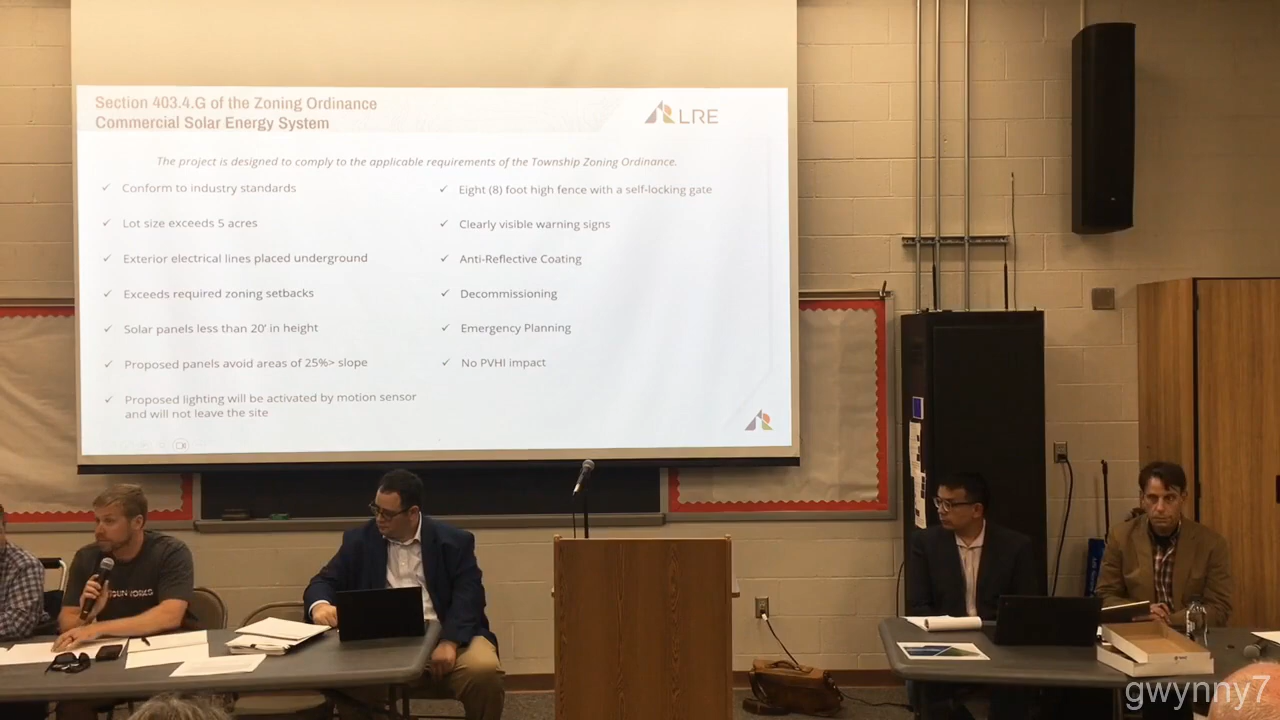 Section 403.4.G of the Zoning Ordinance
Commercial Solar Energy System
LRE
The project is designed to comply to the applicable requirements of the Township Zoning Ordinance.
✓ Conform to industry standards
✓ Lot size exceeds 5 acres
✓ Exterior electrical lines placed underground
✓ Exceeds required zoning setbacks
✓ Solar panels less than 20' in height
✓ Proposed panels avoid areas of 25%> slope
✓ Proposed lighting will be activated by motion sensor
and will not leave the site
✓ Eight (8) foot high fence with a self-locking gate
✓ Clearly visible warning signs
✓ Anti-Reflective Coating
✓ Decommissioning
✓ Emergency Planning
✓ No PVHI impact
gwynny7